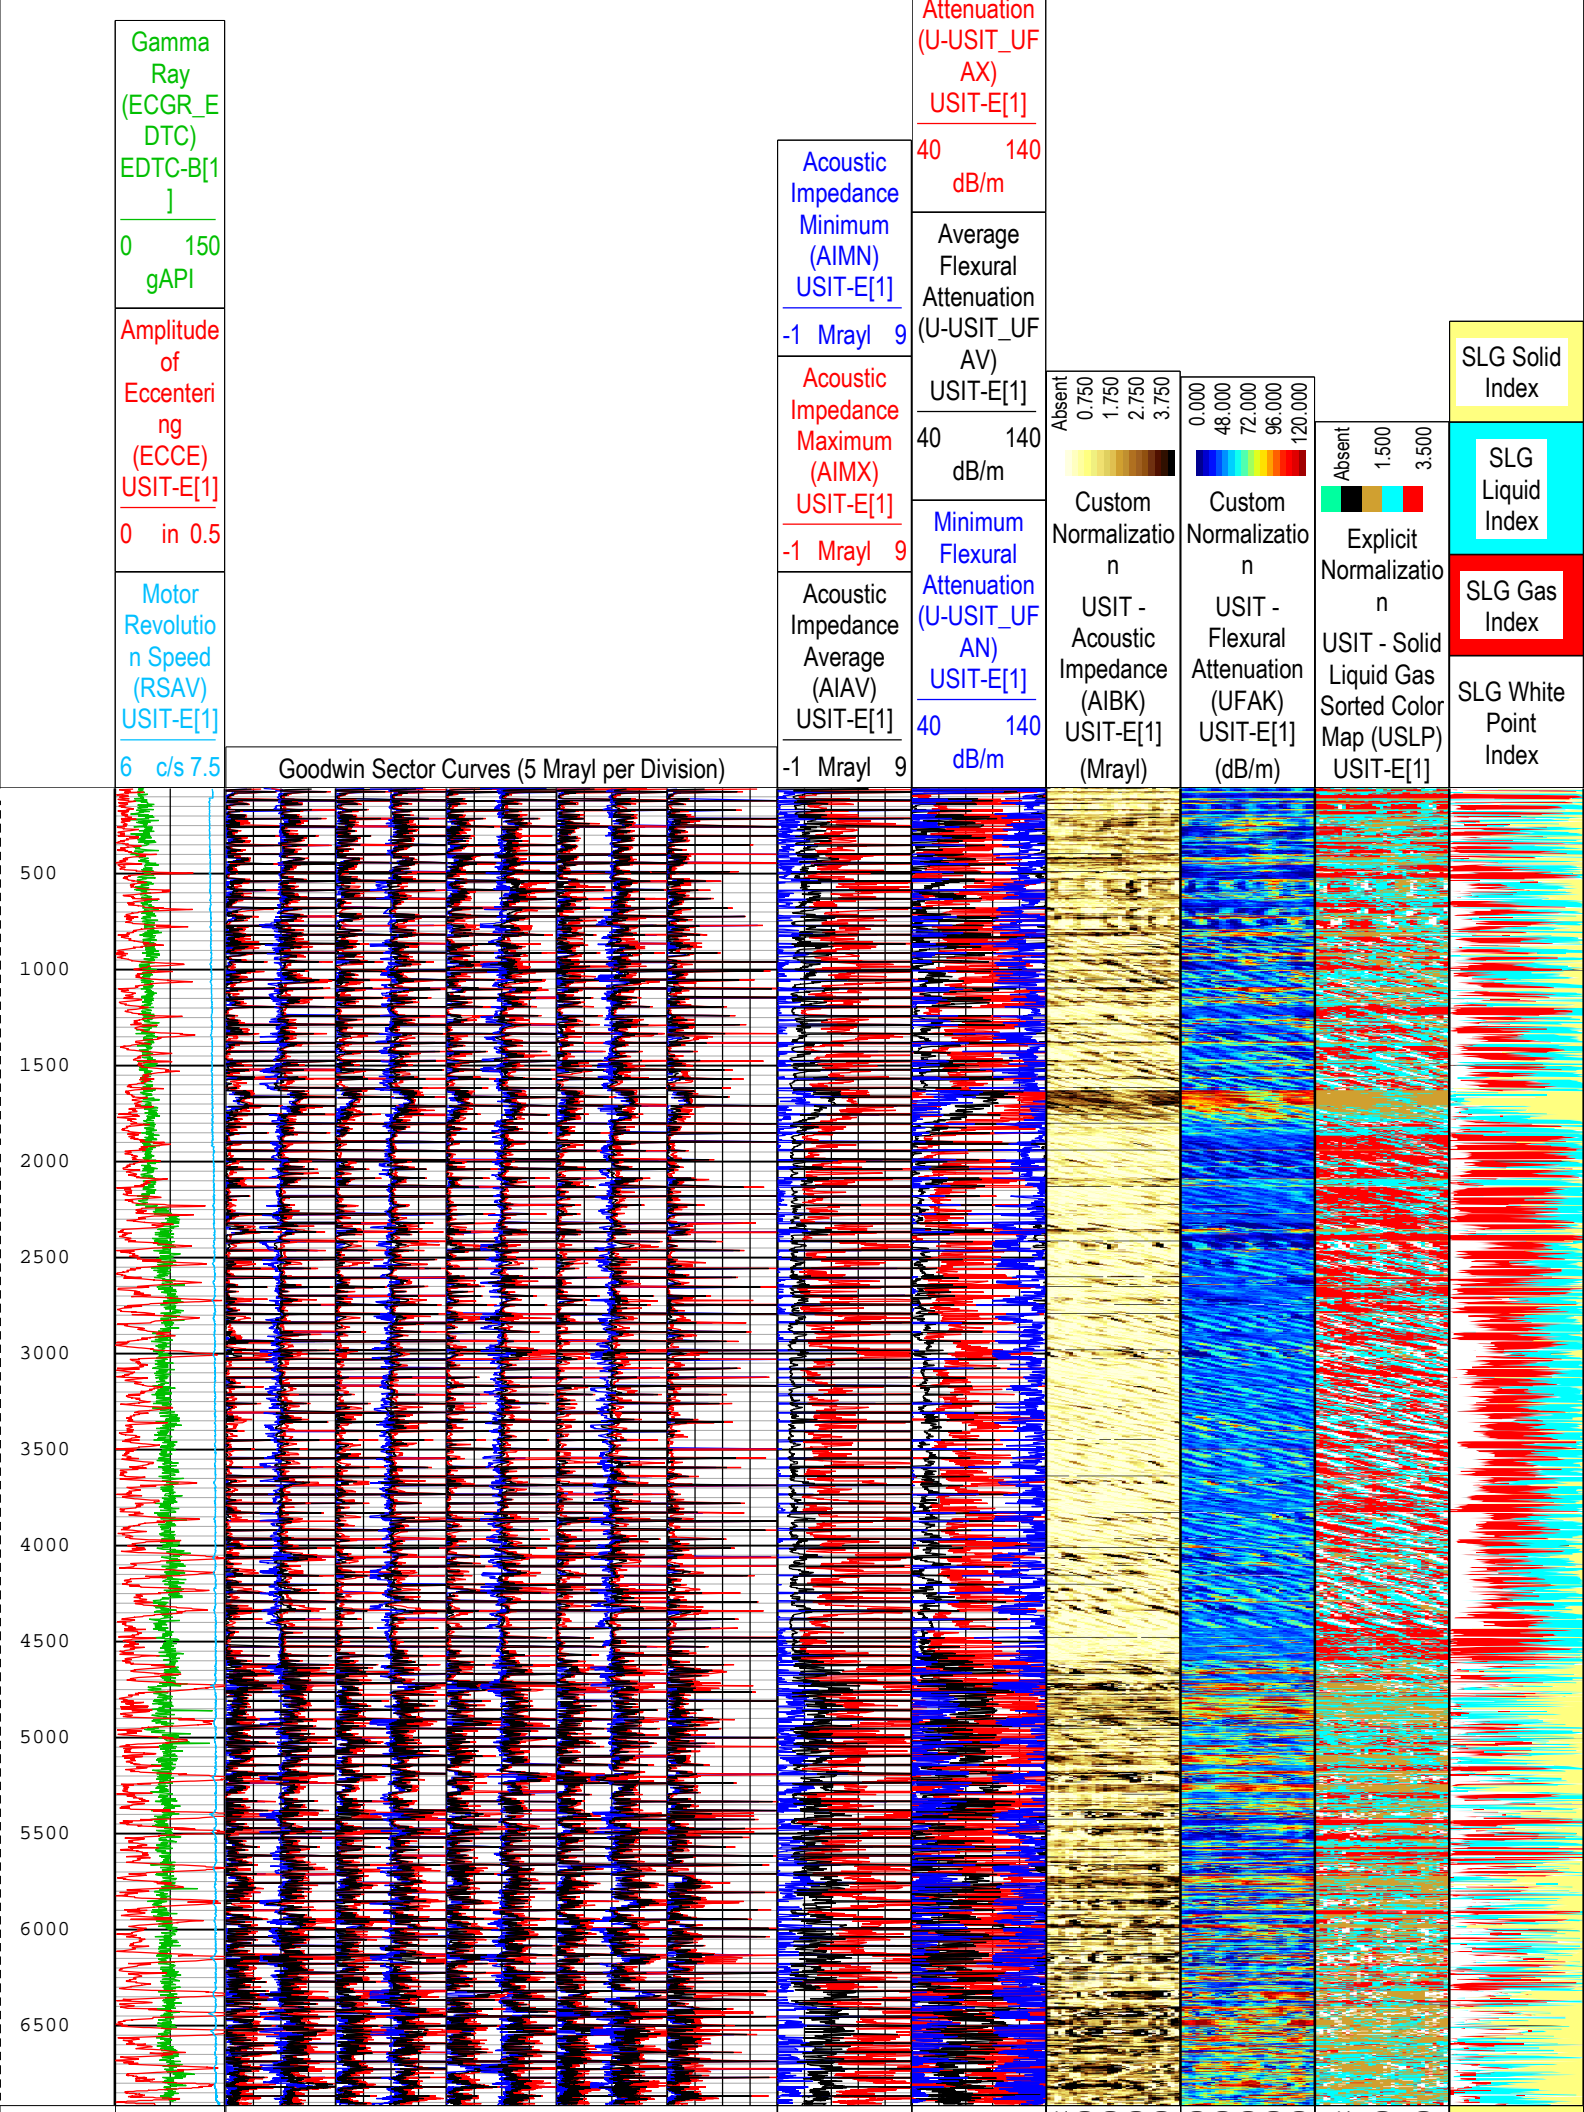 Gamma
Ray
(ECGR_E
DTC)
EDTC-B[1
]
0 150
gAPI
Amplitude
of
Eccenteri
ng
(ECCE)
USIT-E[1]
0 in 0.5
Motor
Revolutio
n Speed
(RSAV)
USIT-E[1]
6 c/s 7.5
Goodwin Sector Curves (5 Mrayl per Division)
Acoustic
Impedance
Minimum
(AIMN)
USIT-E[1]
-1 Mrayl 9
Acoustic
Impedance
Maximum
(AIMX)
USIT-E[1]
-1 Mrayl 9
Acoustic
Impedance
Average
(AIAV)
USIT-E[1]
-1 Mrayl 9
Attenuation
(U-USIT_UF
AX)
USIT-E[1]
40 140
dB/m
Average
Flexural
Attenuation
(U-USIT_UF
AV)
USIT-E[1]
40 140
dB/m
Minimum
Flexural
Attenuation
(U-USIT_UF
AN)
USIT-E[1]
40 140
dB/m
Absent
0.750
1.750
2.750
3.750
Custom
Normalizatio
n
USIT -
Acoustic
Impedance
(AIBK)
USIT-E[1]
(Mrayl)
0.000
48.000
72.000
96.000
120.000
Custom
Normalizatio
n
USIT -
Flexural
Attenuation
(UFAK)
USIT-E[1]
(dB/m)
Absent
1.500
3.500
Explicit
Normalizatio
n
USIT - Solid
Liquid Gas
Sorted Color
Map (USLP)
USIT-E[1]
SLG Solid
Index
SLG
Liquid
Index
SLG Gas
Index
SLG White
Point
Index
500
1000
1500
2000
2500
3000
3500
4000
4500
5000
5500
6000
6500